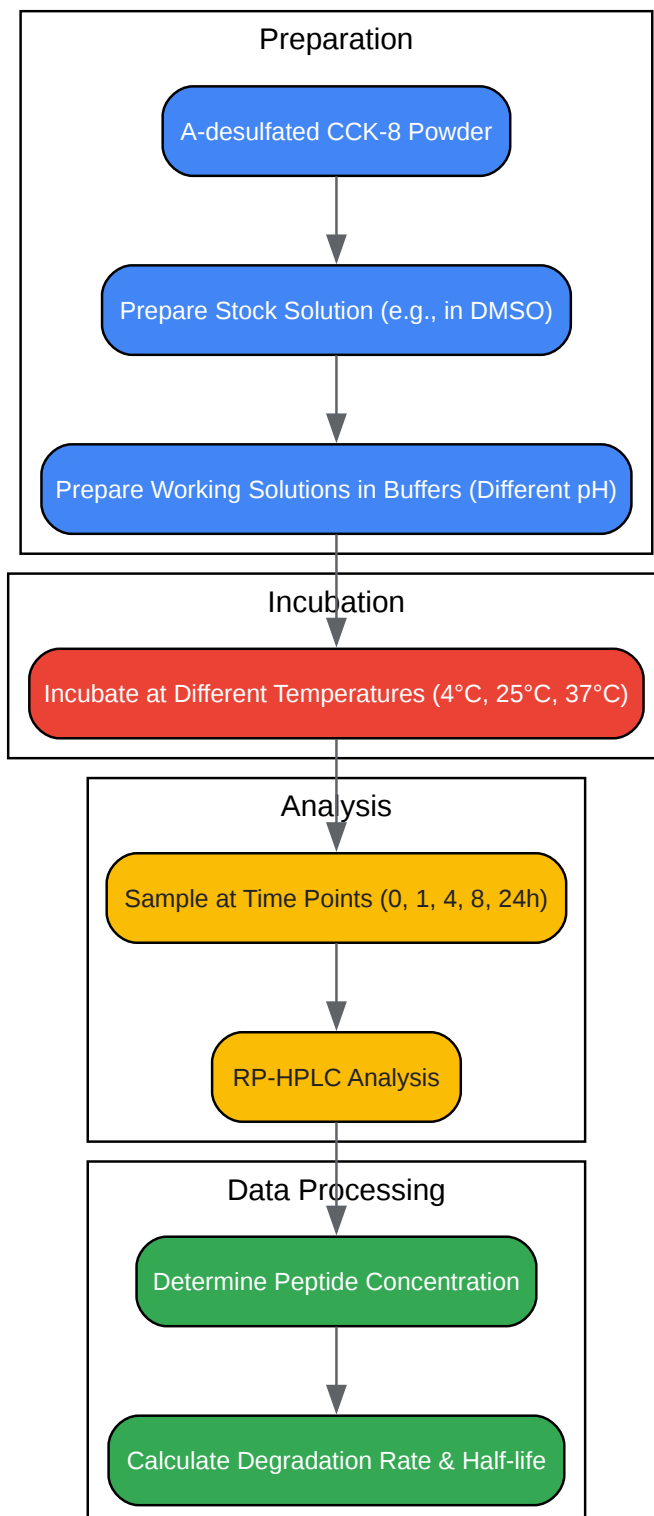 Preparation
A-desulfated CCK-8 Powder
Prepare Stock Solution (e.g., in DMSO)
Prepare Working Solutions in Buffers (Different pH)
Incubation
Incubate at Different Temperatures (4°C, 25°C, 37°C)
Analysis
Sample at Time Points (0, 1, 4, 8, 24h)
RP-HPLC Analysis
Data Processing
Determine Peptide Concentration
Calculate Degradation Rate & Half-life